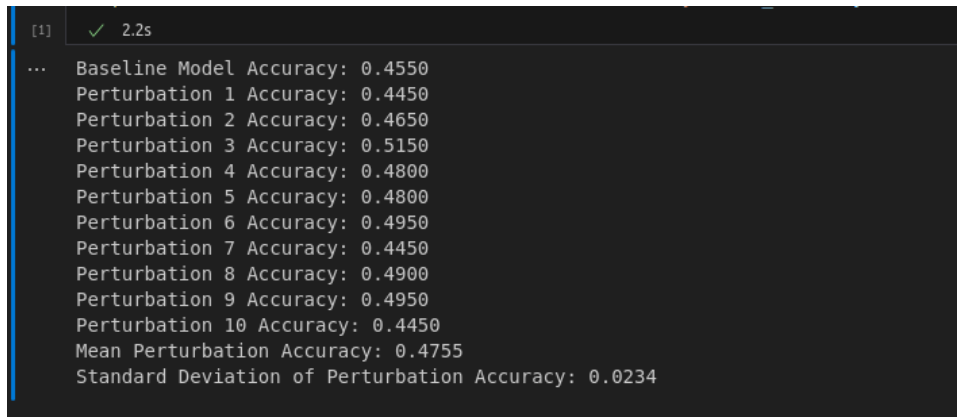 [1] ✓ 2.2s
... Baseline Model Accuracy: 0.4550
Perturbation 1 Accuracy: 0.4450
Perturbation 2 Accuracy: 0.4650
Perturbation 3 Accuracy: 0.5150
Perturbation 4 Accuracy: 0.4800
Perturbation 5 Accuracy: 0.4800
Perturbation 6 Accuracy: 0.4950
Perturbation 7 Accuracy: 0.4450
Perturbation 8 Accuracy: 0.4900
Perturbation 9 Accuracy: 0.4950
Perturbation 10 Accuracy: 0.4450
Mean Perturbation Accuracy: 0.4755
Standard Deviation of Perturbation Accuracy: 0.0234